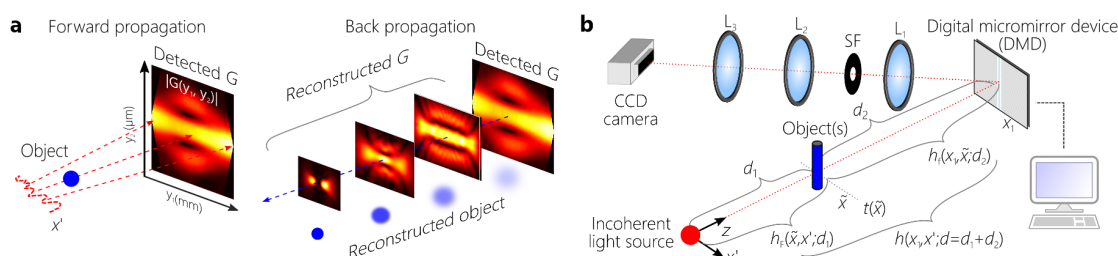 a
Forward propagation
Detected G
|G(y₁, y₂)|
y₂(μm)
y₁(mm)
Object
x'
Back propagation
Detected G
Reconstructed G
Reconstructed object
b
L₃
L₂
SF
L₁
Digital micromirror device
(DMD)
CCD
camera
x₁
d₂
Object(s)
d₁
hₜ(x₁,x̃;d₂)
x̃
t(x̃)
Incoherent
light source
z
x'
h_F(x̃,x';d₁)
h(x₁,x';d=d₁+d₂)